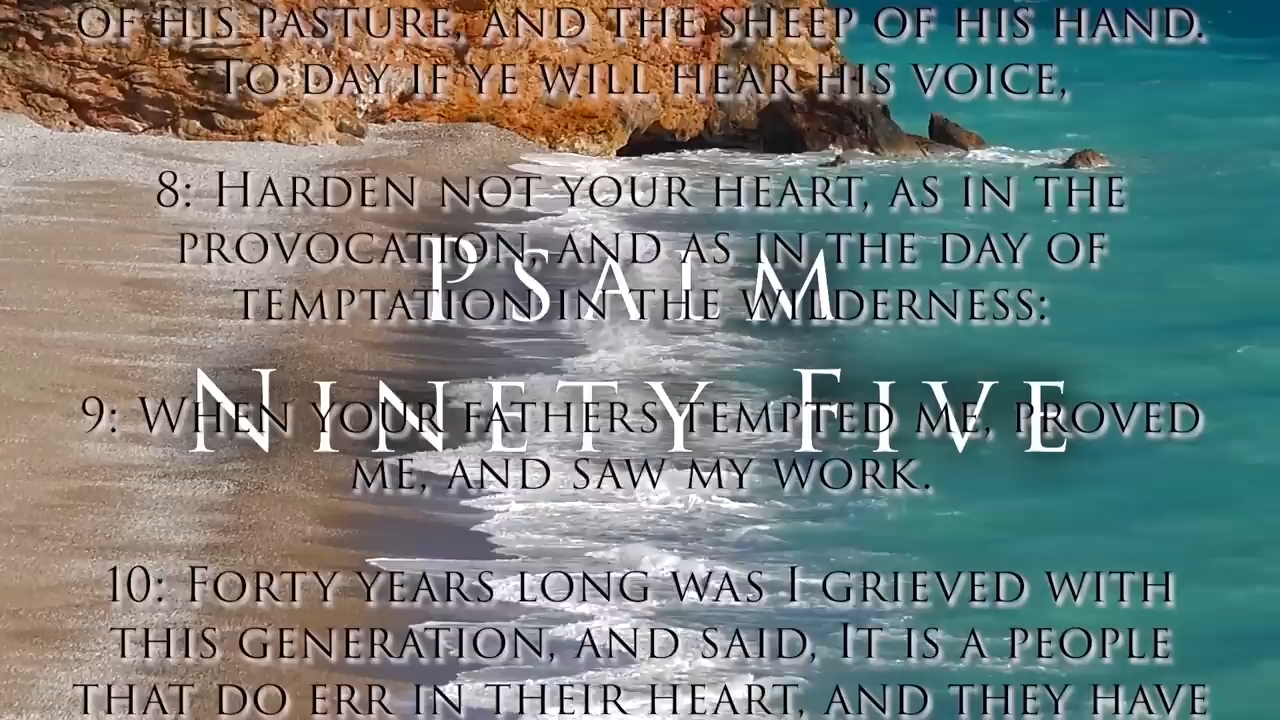 OF HIS PASTURE, AND THE SHEEP OF HIS HAND.
TO DAY IF YE WILL HEAR HIS VOICE,
8: HARDEN NOT YOUR HEART, AS IN THE
PROVOCATION, AND AS IN THE DAY OF
TEMPTATION IN THE WILDERNESS:
PSALM
NINETY FIVE
9: WHEN YOUR FATHERS TEMPTED ME, PROVED
ME, AND SAW MY WORK.
10: FORTY YEARS LONG WAS I GRIEVED WITH
THIS GENERATION, AND SAID, IT IS A PEOPLE
THAT DO ERR IN THEIR HEART, AND THEY HAVE